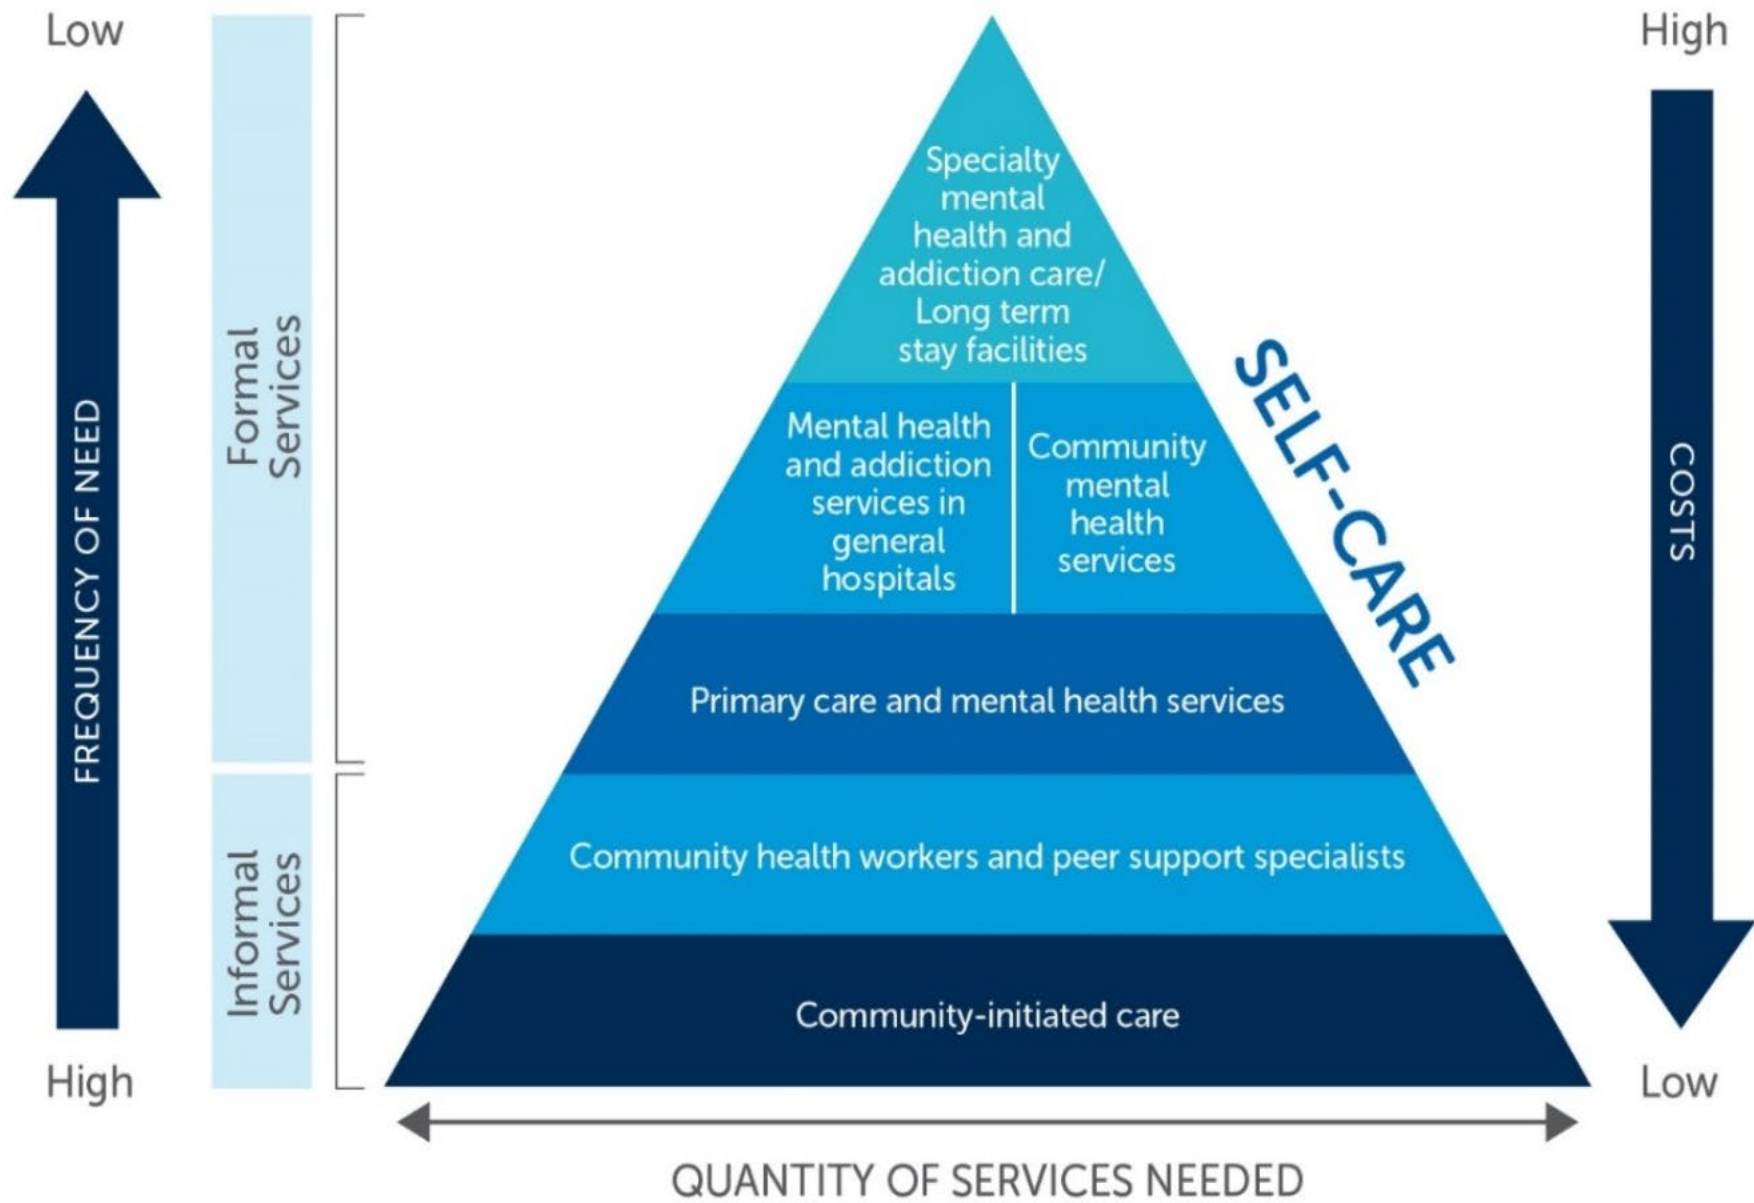 Low
High
FREQUENCY OF NEED
Formal
Services
Informal
Services
High
Specialty
mental
health and
addiction care/
Long term
stay facilities
Mental health
and addiction
services in
general
hospitals
Community
mental
health
services
Primary care and mental health services
Community health workers and peer support specialists
Community-initiated care
SELF-CARE
COSTS
Low
QUANTITY OF SERVICES NEEDED